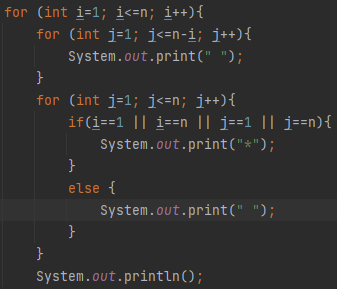 for (int i=1; i<=n; i++){
    for (int j=1; j<=n-i; j++){
        System.out.print(" ");
    }
    for (int j=1; j<=n; j++){
        if(i==1 || i==n || j==1 || j==n){
            System.out.print("*");
        }
        else {
            System.out.print(" ");
        }
    }
    System.out.println();